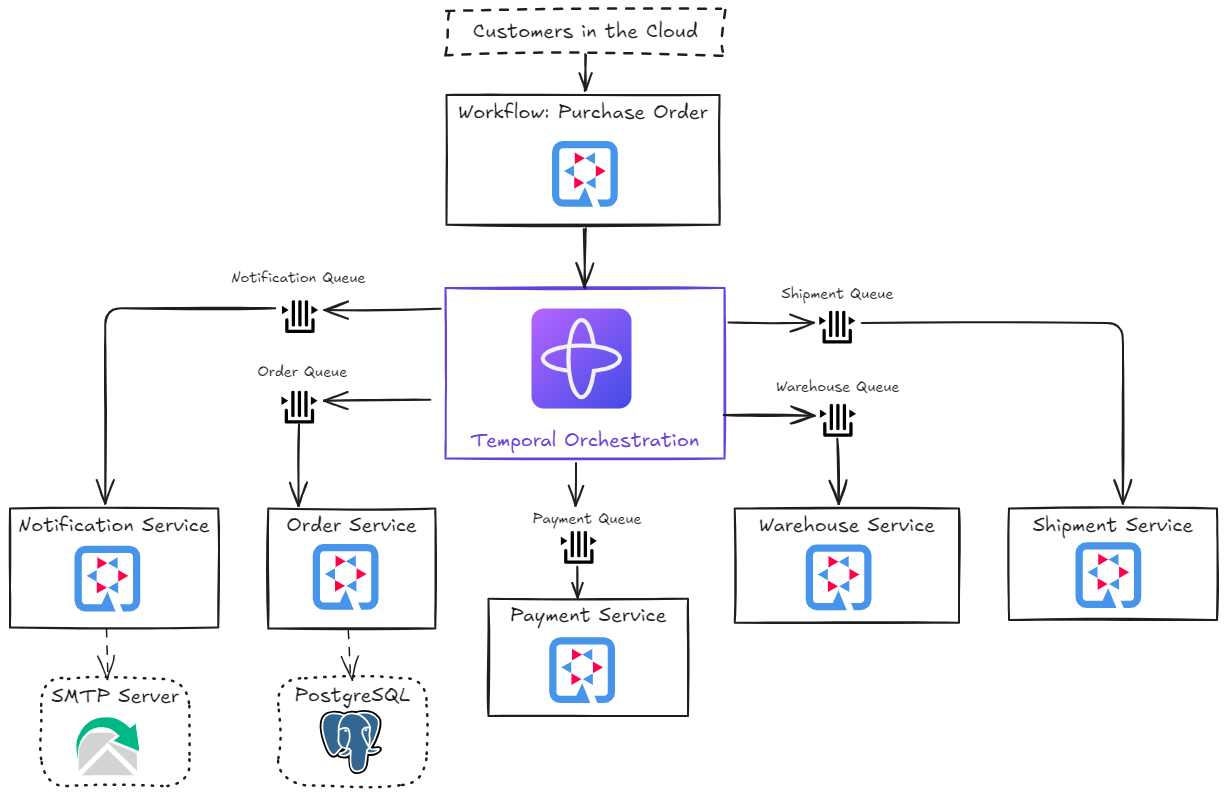 Customers in the Cloud
Workflow: Purchase Order
Notification Queue
Shipment Queue
Order Queue
Warehouse Queue
Temporal Orchestration
Payment Queue
Notification Service
Order Service
Warehouse Service
Shipment Service
Payment Service
SMTP Server
PostgreSQL